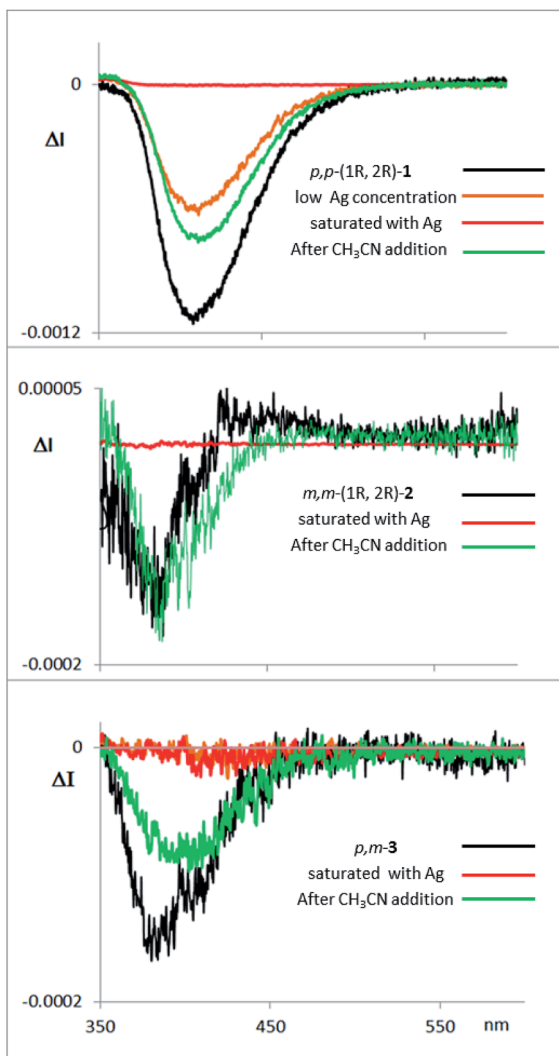 0
ΔI
p,p-(1R, 2R)-1
low Ag concentration
saturated with Ag
After CH₃CN addition
-0.0012
0.00005
ΔI
m,m-(1R, 2R)-2
saturated with Ag
After CH₃CN addition
-0.0002
0
ΔI
p,m-3
saturated with Ag
After CH₃CN addition
-0.0002
350 450 550 nm